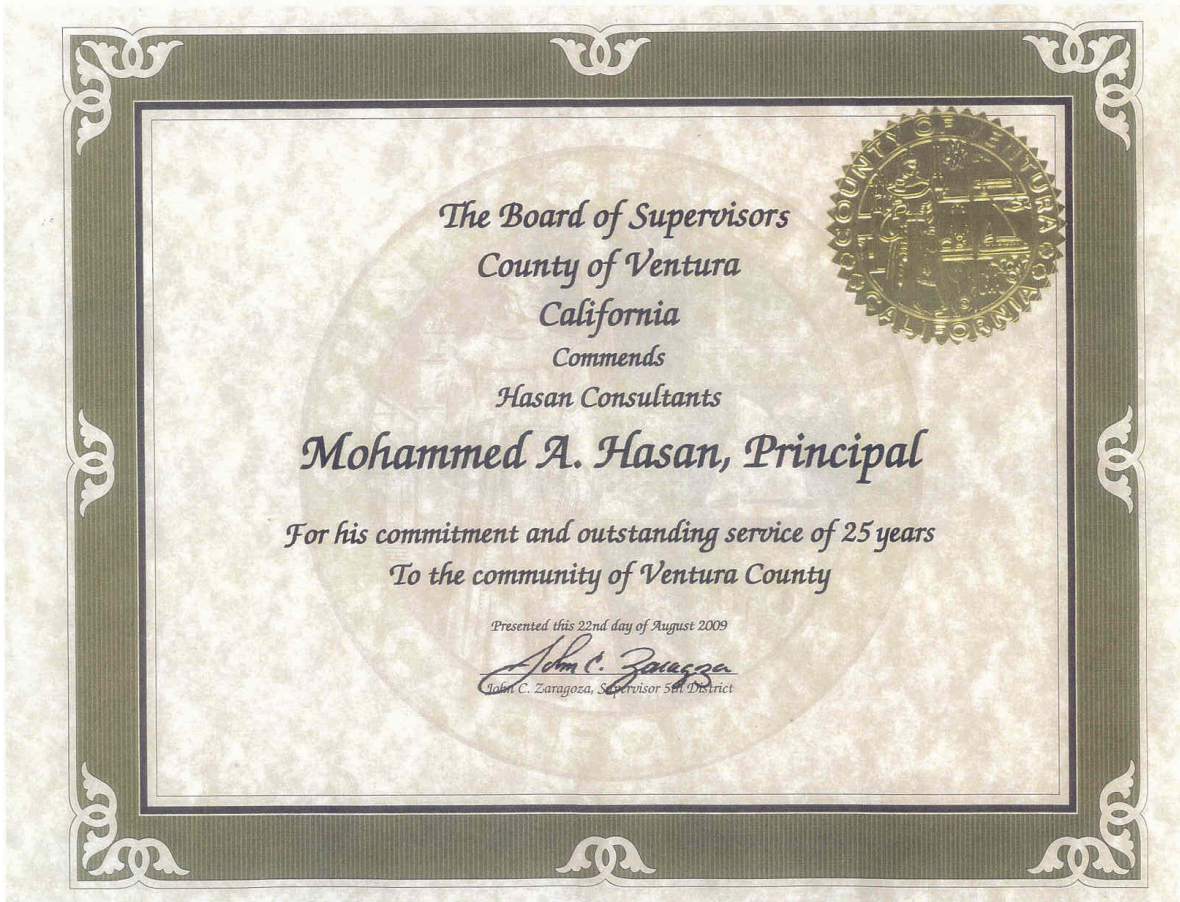 COUNTY OF VENTURA
CALIFORNIA
The Board of Supervisors
County of Ventura
California
Commends
Hasan Consultants
Mohammed A. Hasan, Principal
For his commitment and outstanding service of 25 years
To the community of Ventura County
Presented this 22nd day of August 2009
John C. Zaragoza
John C. Zaragoza, Supervisor 5th District